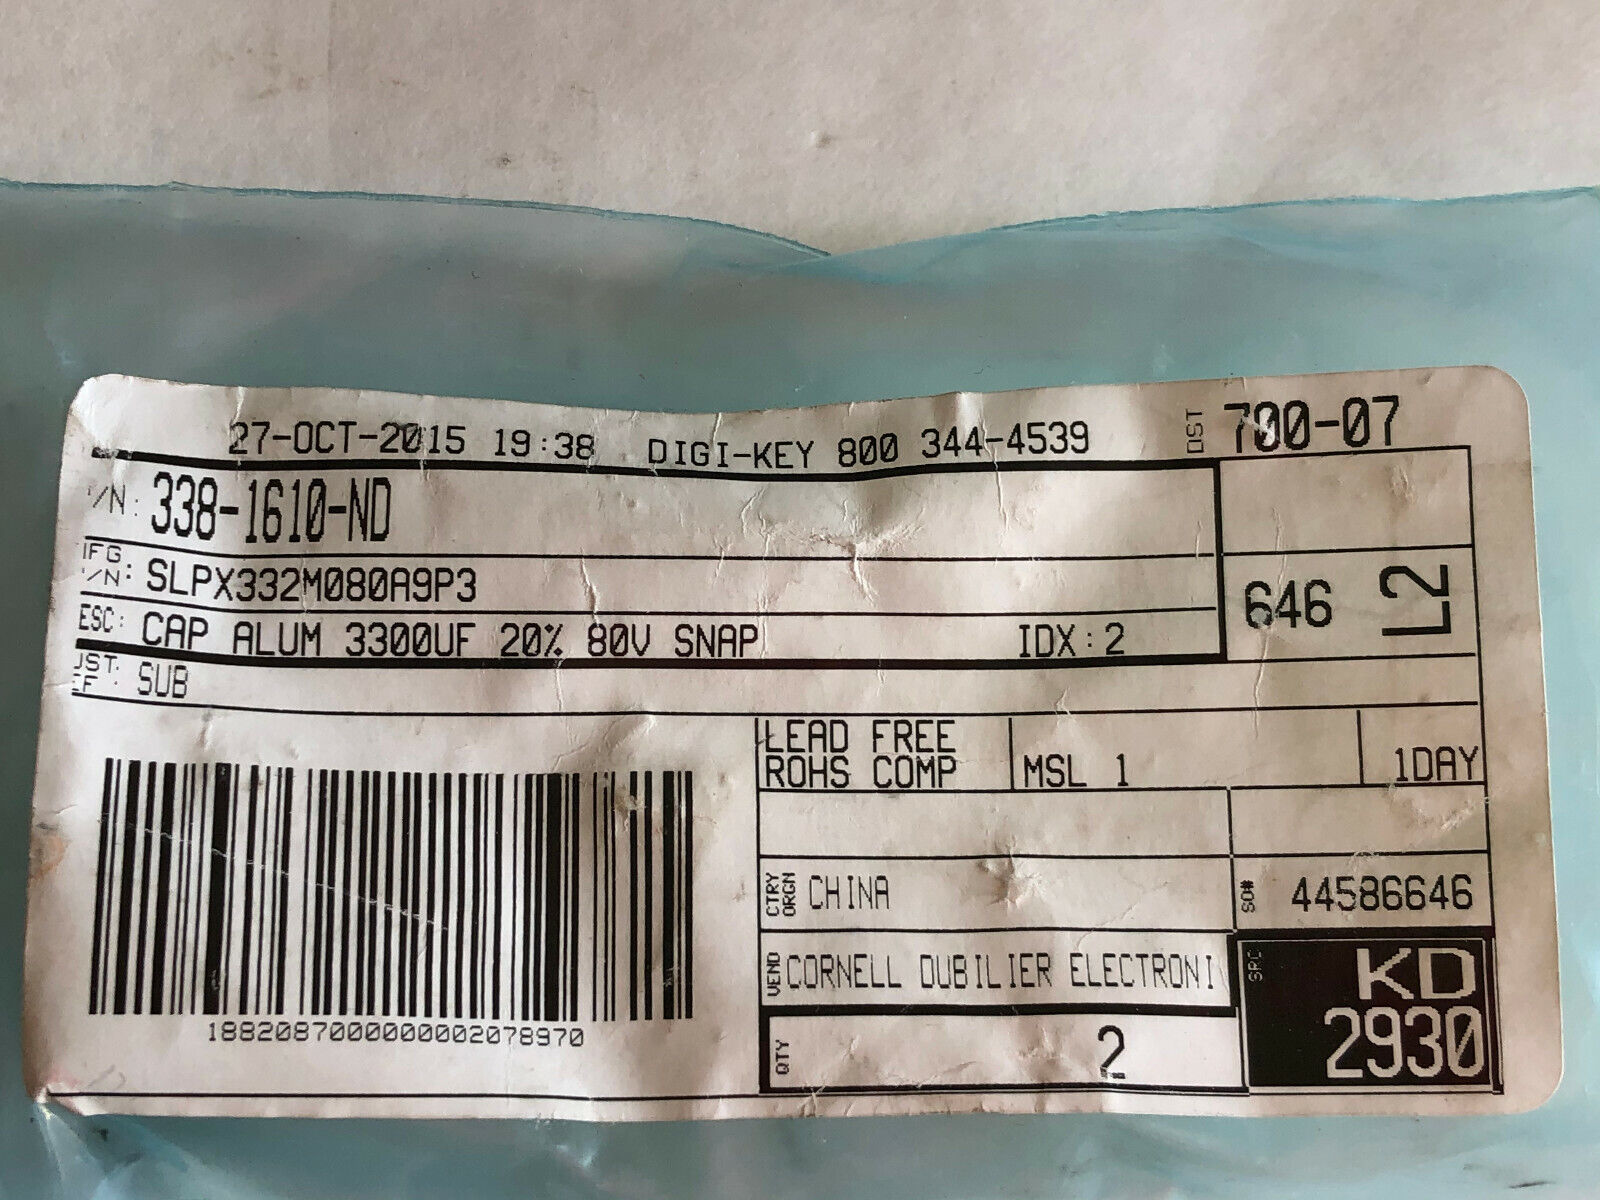 27-OCT-2015 19:38 DIGI-KEY 800 344-4539 DST 700-07
/N: 338-1610-ND
IFG
/N: SLPX332M080A9P3
646 L2
ESC: CAP ALUM 3300UF 20% 80V SNAP IDX:2
UST:
EF: SUB
LEAD FREE
ROHS COMP
MSL 1
1DAY
CTRY
ORGN CHINA
SO# 44586646
VEND CORNELL DUBILIER ELECTRONI
GRD KD
2930
QTY 2
1882087000000002078970